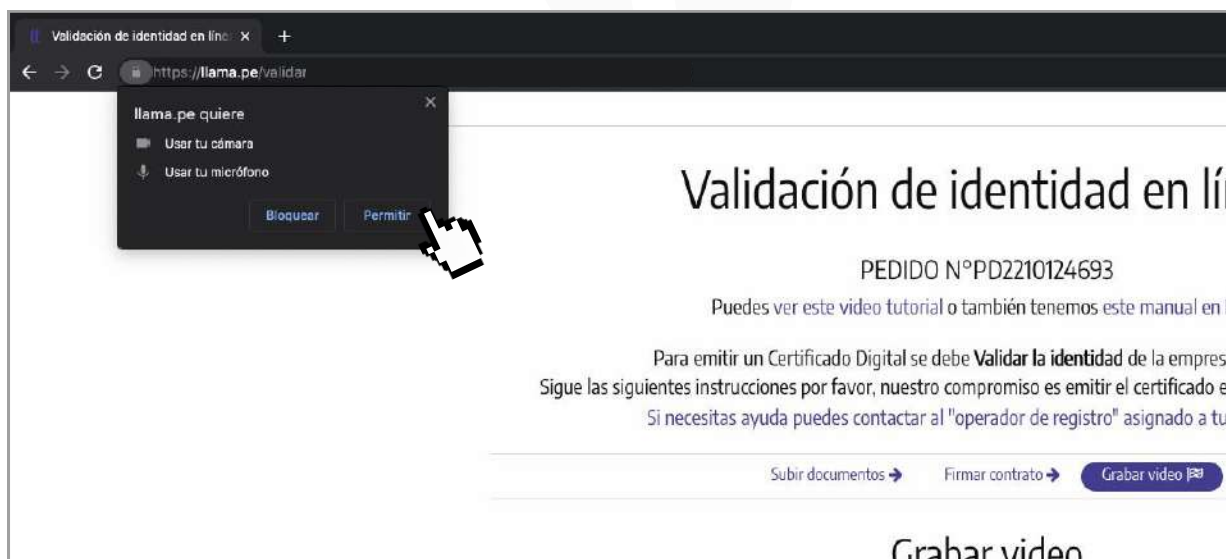 Validación de identidad en líne
https://llama.pe/validar
llama.pe quiere
Usar tu cámara
Usar tu micrófono
Bloquear Permitir
Validación de identidad en lí
PEDIDO N°PD2210124693
Puedes ver este video tutorial o también tenemos este manual en
Para emitir un Certificado Digital se debe Validar la identidad de la empres
Sigue las siguientes instrucciones por favor, nuestro compromiso es emitir el certificado e
Si necesitas ayuda puedes contactar al "operador de registro" asignado a tu
Subir documentos → Firmar contrato → Grabar video
Grabar video